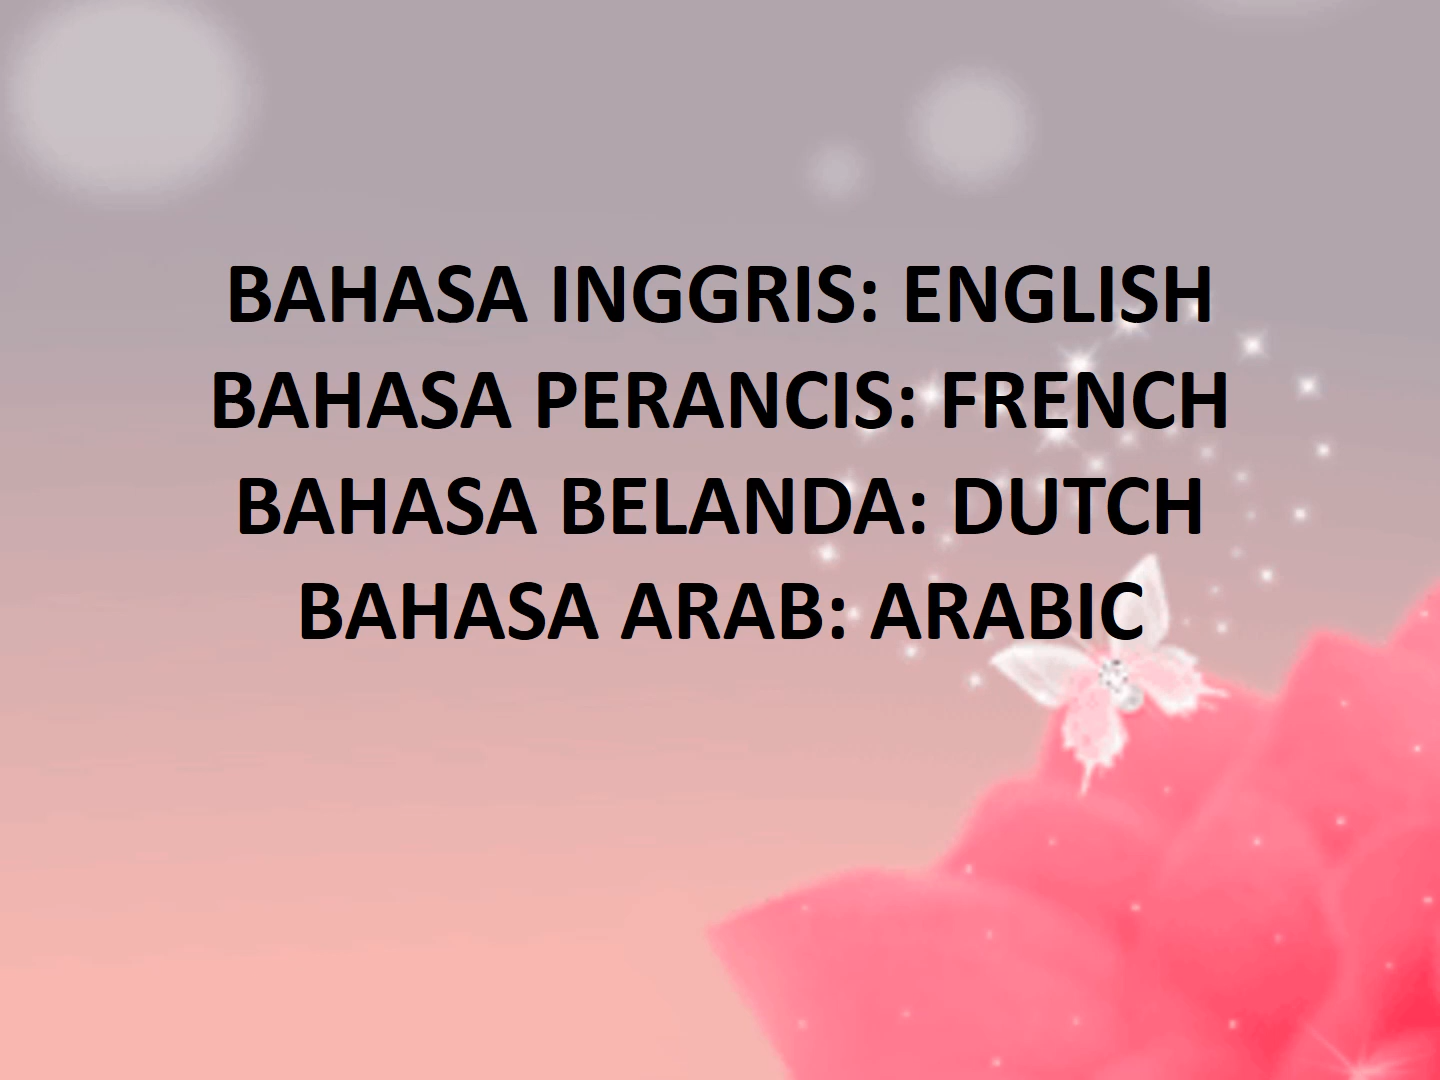 BAHASA INGGRIS: ENGLISH
BAHASA PERANCIS: FRENCH
BAHASA BELANDA: DUTCH
BAHASA ARAB: ARABIC